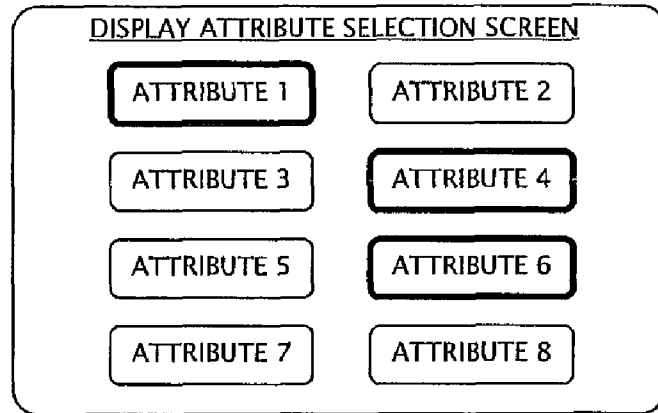 DISPLAY ATTRIBUTE SELECTION SCREEN
ATTRIBUTE 1 ATTRIBUTE 2
ATTRIBUTE 3 ATTRIBUTE 4
ATTRIBUTE 5 ATTRIBUTE 6
ATTRIBUTE 7 ATTRIBUTE 8